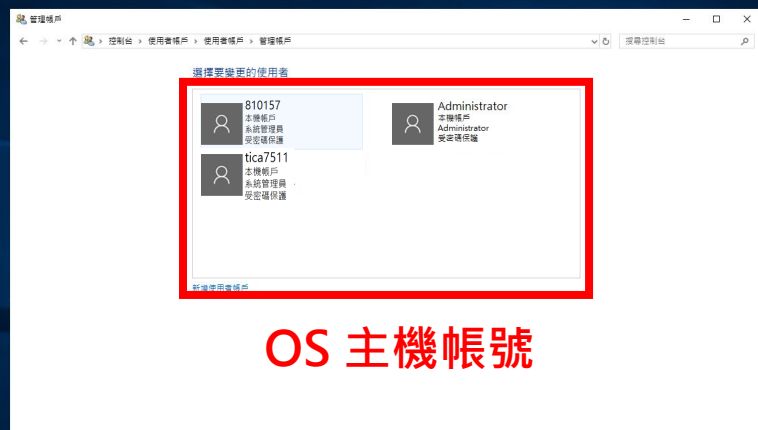 管理帳戶
控制台 › 使用者帳戶 › 使用者帳戶 › 管理帳戶
搜尋控制台
選擇要變更的使用者
810157
本機帳戶
系統管理員
受密碼保護
Administrator
本機帳戶
Administrator
受密碼保護
tica7511
本機帳戶
系統管理員
受密碼保護
新增使用者帳戶
OS 主機帳號